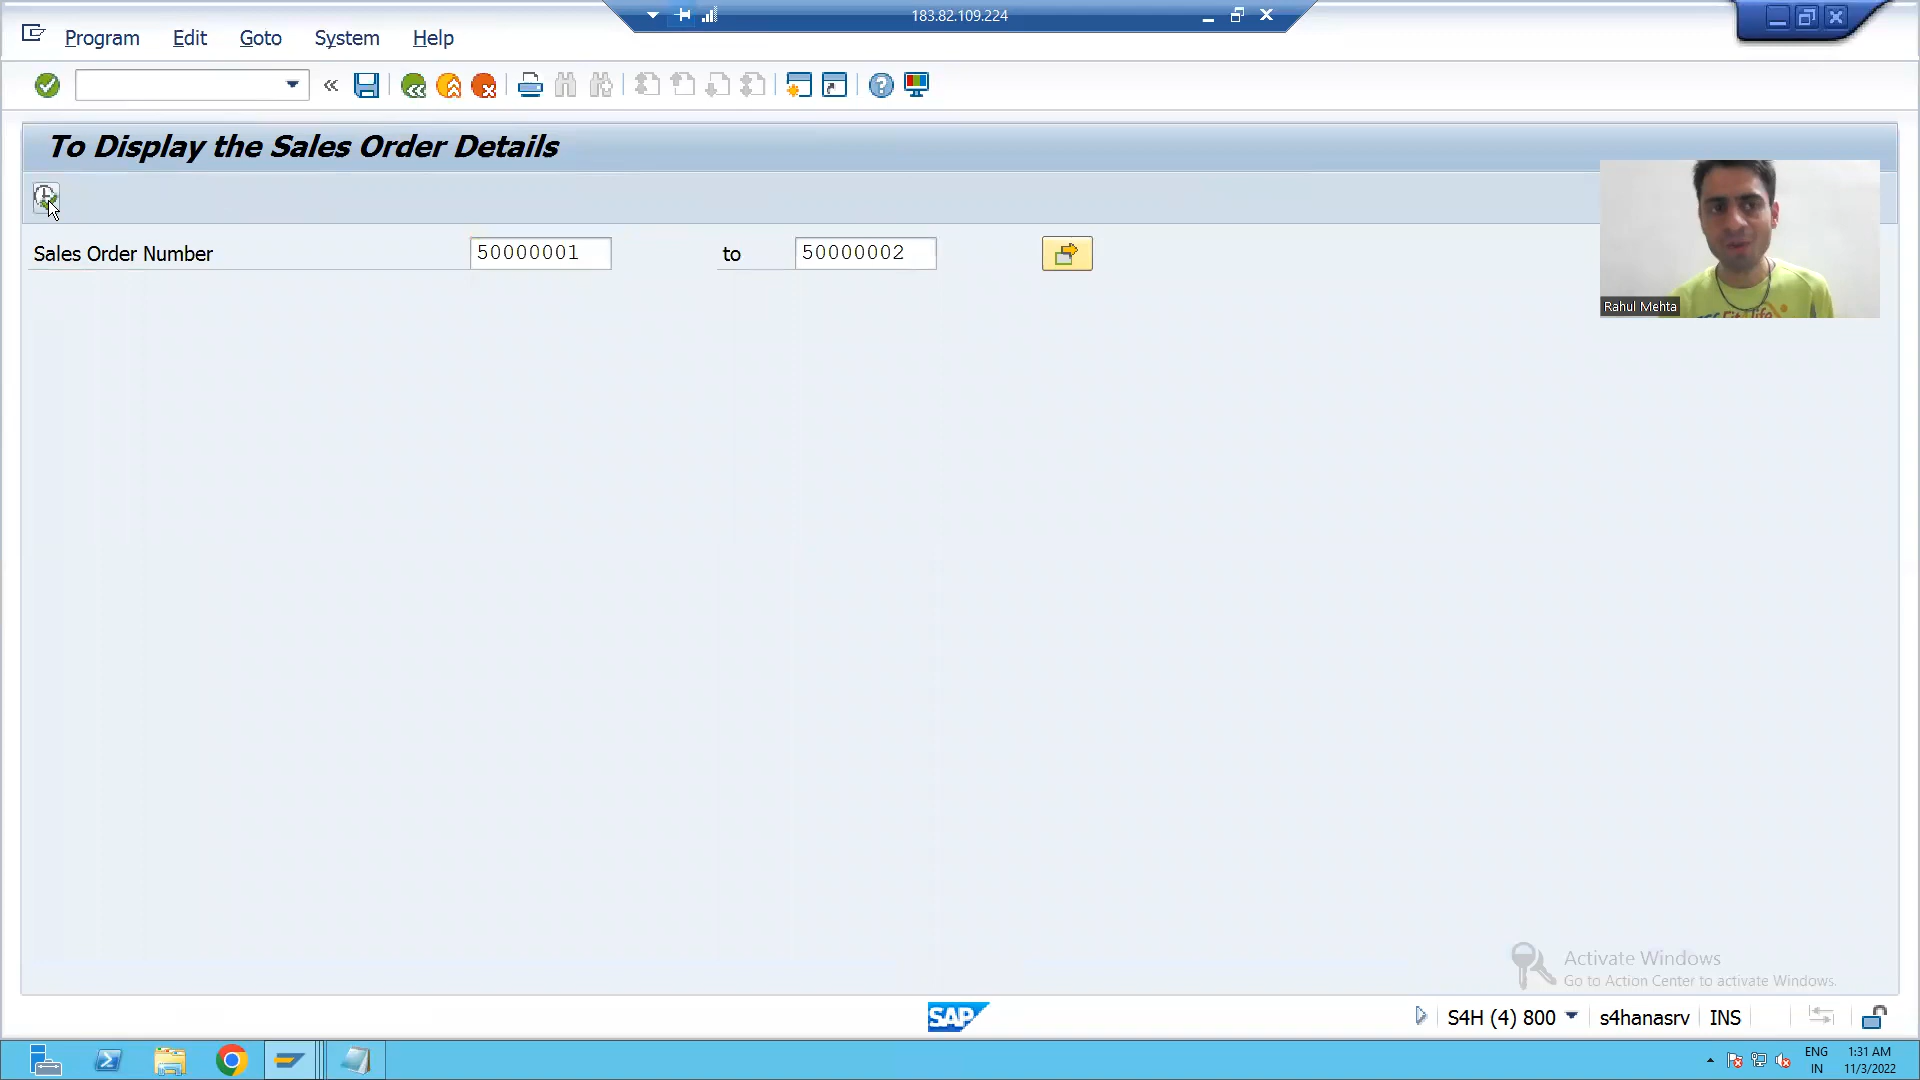 183.82.109.224
Program Edit Goto System Help
To Display the Sales Order Details
Sales Order Number 50000001 to 50000002
Rahul Mehta
Activate Windows
Go to Action Center to activate Windows.
SAP
S4H (4) 800 s4hanasrv INS
ENG 1:31 AM
IN 11/3/2022